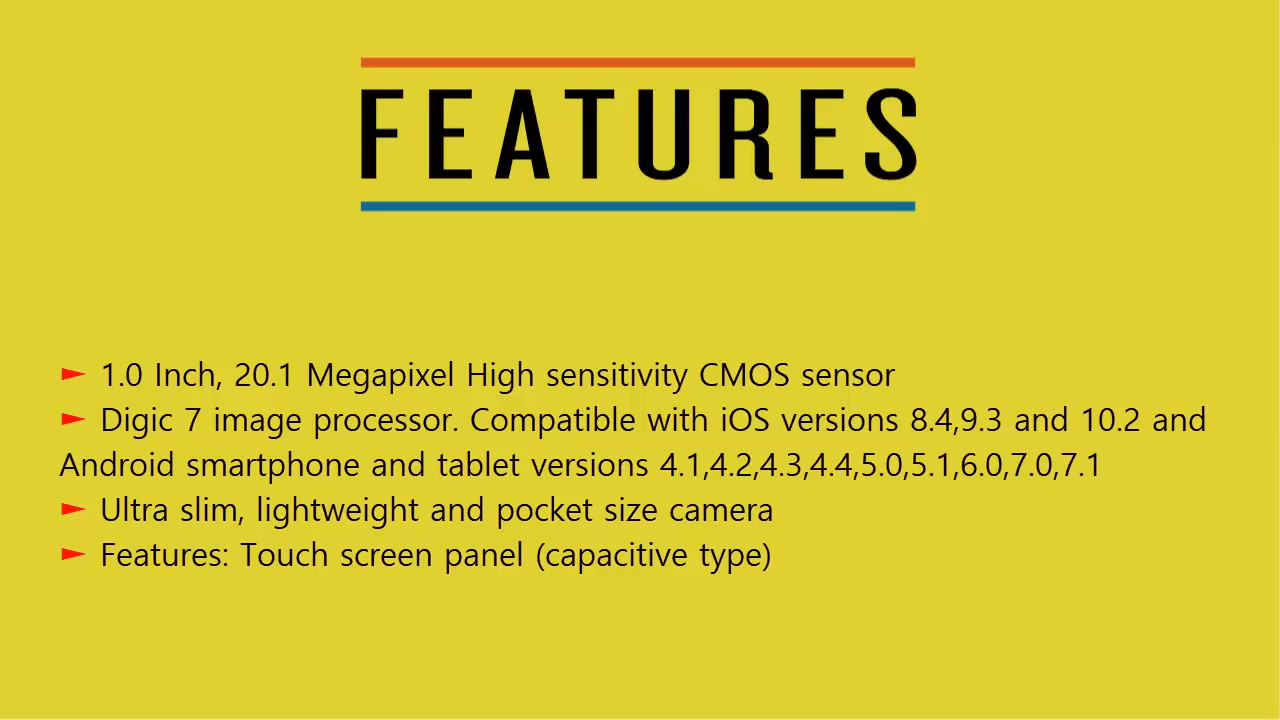 FEATURES
► 1.0 Inch, 20.1 Megapixel High sensitivity CMOS sensor
► Digic 7 image processor. Compatible with iOS versions 8.4,9.3 and 10.2 and
Android smartphone and tablet versions 4.1,4.2,4.3,4.4,5.0,5.1,6.0,7.0,7.1
► Ultra slim, lightweight and pocket size camera
► Features: Touch screen panel (capacitive type)